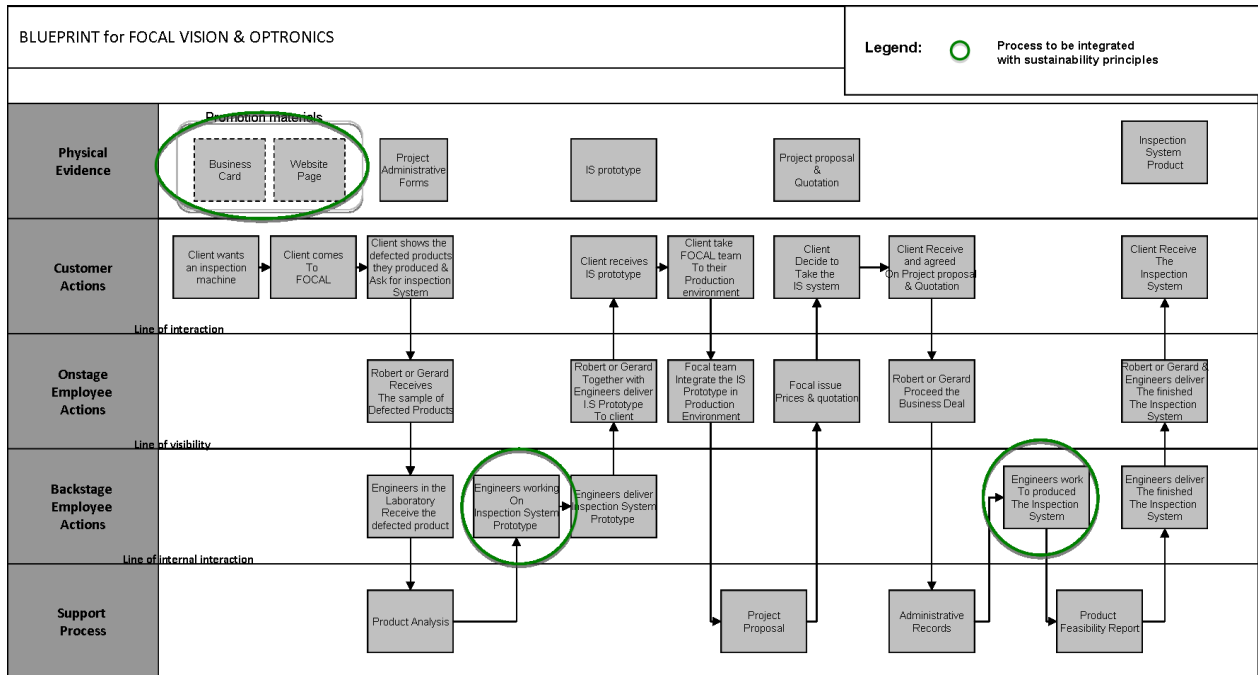 BLUEPRINT for FOCAL VISION & OPTRONICS
Legend:
Process to be integrated
with sustainability principles
Physical
Evidence
Promotion materials
Business
Card
Website
Page
Project
Administrative
Forms
IS prototype
Project proposal
&
Quotation
Inspection
System
Product
Customer
Actions
Client wants
an inspection
machine
Client comes
To
FOCAL
Client shows the
defected products
they produced &
Ask for inspection
System
Client receives
IS prototype
Client take
FOCAL team
To their
Production
environment
Client
Decide to
Take the
IS system
Client Receive
and agreed
On Project proposal
& Quotation
Client Receive
The
Inspection
System
Line of interaction
Onstage
Employee
Actions
Robert or Gerard
Receives
The sample of
Defected Products
Robert or Gerard
Together with
Engineers deliver
I.S Prototype
To client
Focal team
Integrate the IS
Prototype in
Production
Environment
Focal issue
Prices & quotation
Robert or Gerard
Proceed the
Business Deal
Robert or Gerard &
Engineers deliver
The finished
The Inspection
System
Line of visibility
Backstage
Employee
Actions
Engineers in the
Laboratory
Receive the
defected product
Engineers working
On
Inspection System
Prototype
Engineers deliver
Inspection System
Prototype
Engineers work
To produced
The Inspection
System
Engineers deliver
The finished
The Inspection
System
Line of internal interaction
Support
Process
Product Analysis
Project
Proposal
Administrative
Records
Product
Feasibility Report